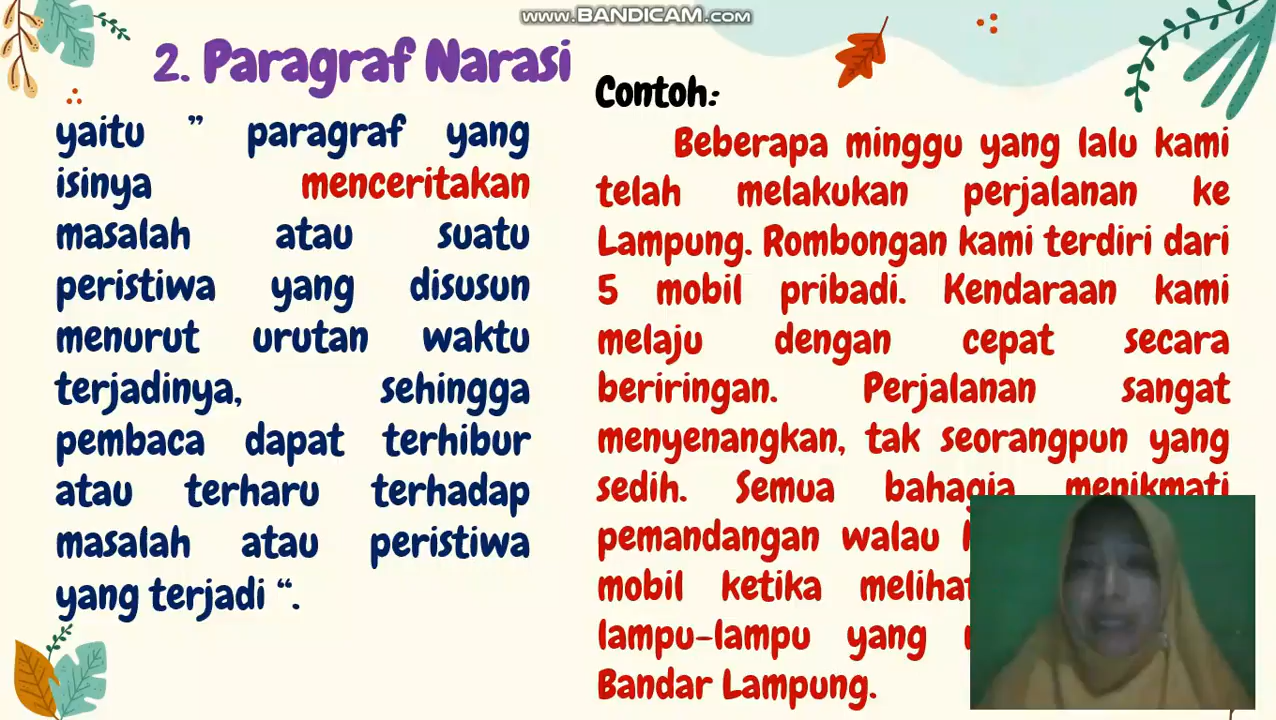 www.BANDICAM.com
2. Paragraf Narasi
yaitu ” paragraf yang
isinya menceritakan
masalah atau suatu
peristiwa yang disusun
menurut urutan waktu
terjadinya, sehingga
pembaca dapat terhibur
atau terharu terhadap
masalah atau peristiwa
yang terjadi “.
Contoh:
Beberapa minggu yang lalu kami
telah melakukan perjalanan ke
Lampung. Rombongan kami terdiri dari
5 mobil pribadi. Kendaraan kami
melaju dengan cepat secara
beriringan. Perjalanan sangat
menyenangkan, tak seorangpun yang
sedih. Semua bahagia menikmati
pemandangan walau
mobil ketika
lampu-lampu yang
Bandar Lampung.